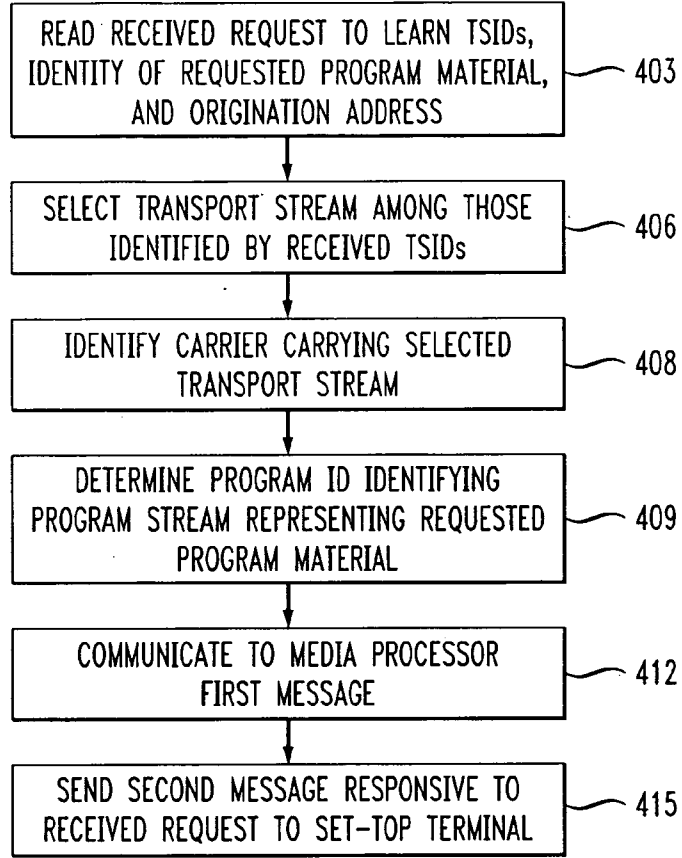 READ RECEIVED REQUEST TO LEARN TSIDs,
IDENTITY OF REQUESTED PROGRAM MATERIAL,
AND ORIGINATION ADDRESS
403
SELECT TRANSPORT STREAM AMONG THOSE
IDENTIFIED BY RECEIVED TSIDs
406
IDENTIFY CARRIER CARRYING SELECTED
TRANSPORT STREAM
408
DETERMINE PROGRAM ID IDENTIFYING
PROGRAM STREAM REPRESENTING REQUESTED
PROGRAM MATERIAL
409
COMMUNICATE TO MEDIA PROCESSOR
FIRST MESSAGE
412
SEND SECOND MESSAGE RESPONSIVE TO
RECEIVED REQUEST TO SET-TOP TERMINAL
415